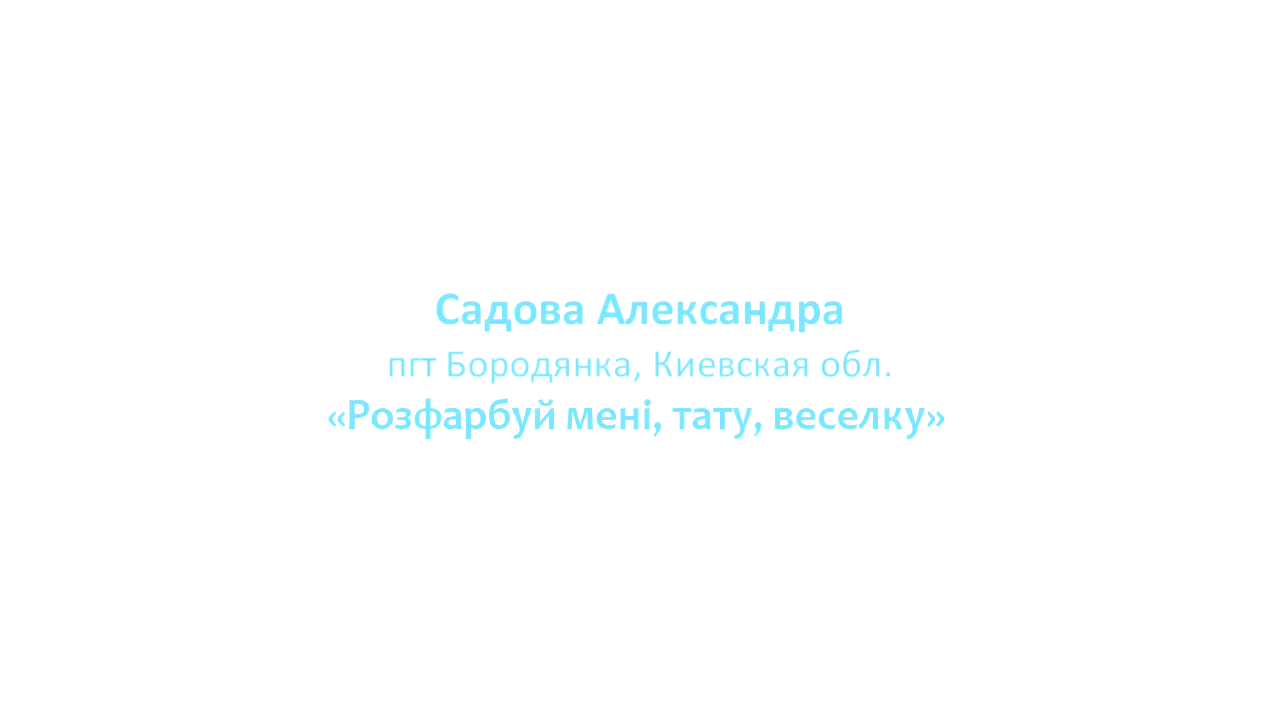 Садова Александра
пгт Бородянка, Киевская обл.
«Розфарбуй мені, тату, веселку»